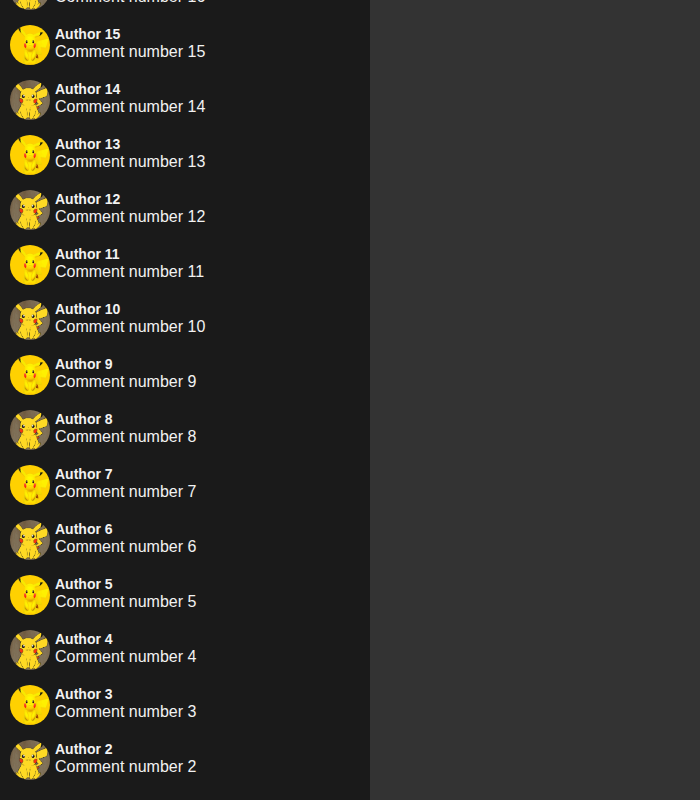 Author 15
Comment number 15
Author 14
Comment number 14
Author 13
Comment number 13
Author 12
Comment number 12
Author 11
Comment number 11
Author 10
Comment number 10
Author 9
Comment number 9
Author 8
Comment number 8
Author 7
Comment number 7
Author 6
Comment number 6
Author 5
Comment number 5
Author 4
Comment number 4
Author 3
Comment number 3
Author 2
Comment number 2